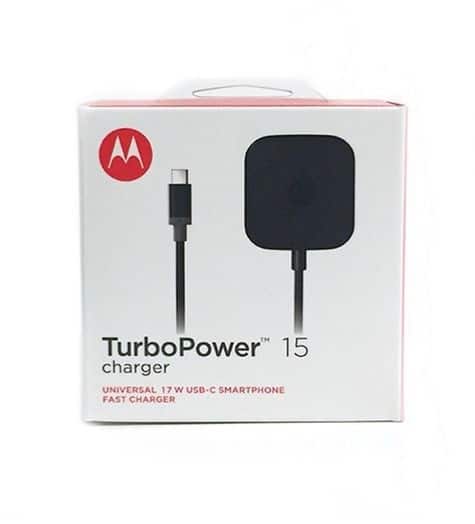 TurboPower™ 15
charger
UNIVERSAL 17 W USB-C SMARTPHONE
FAST CHARGER